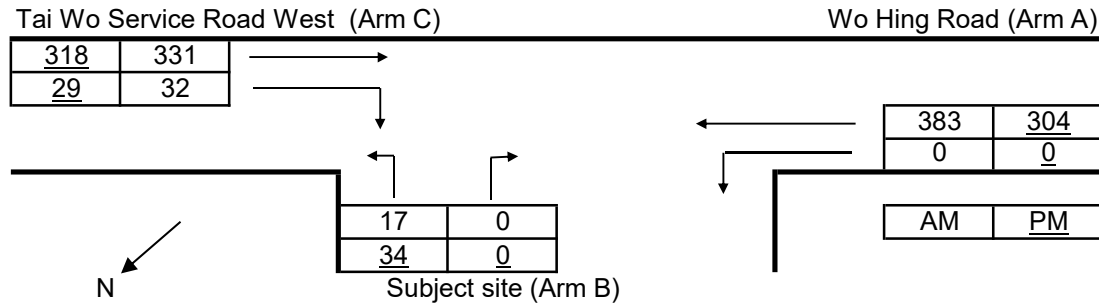 Tai Wo Service Road West (Arm C) Wo Hing Road (Arm A)
318 331
29 32
383 304
0 0
17 0
34 0
AM PM
N
Subject site (Arm B)